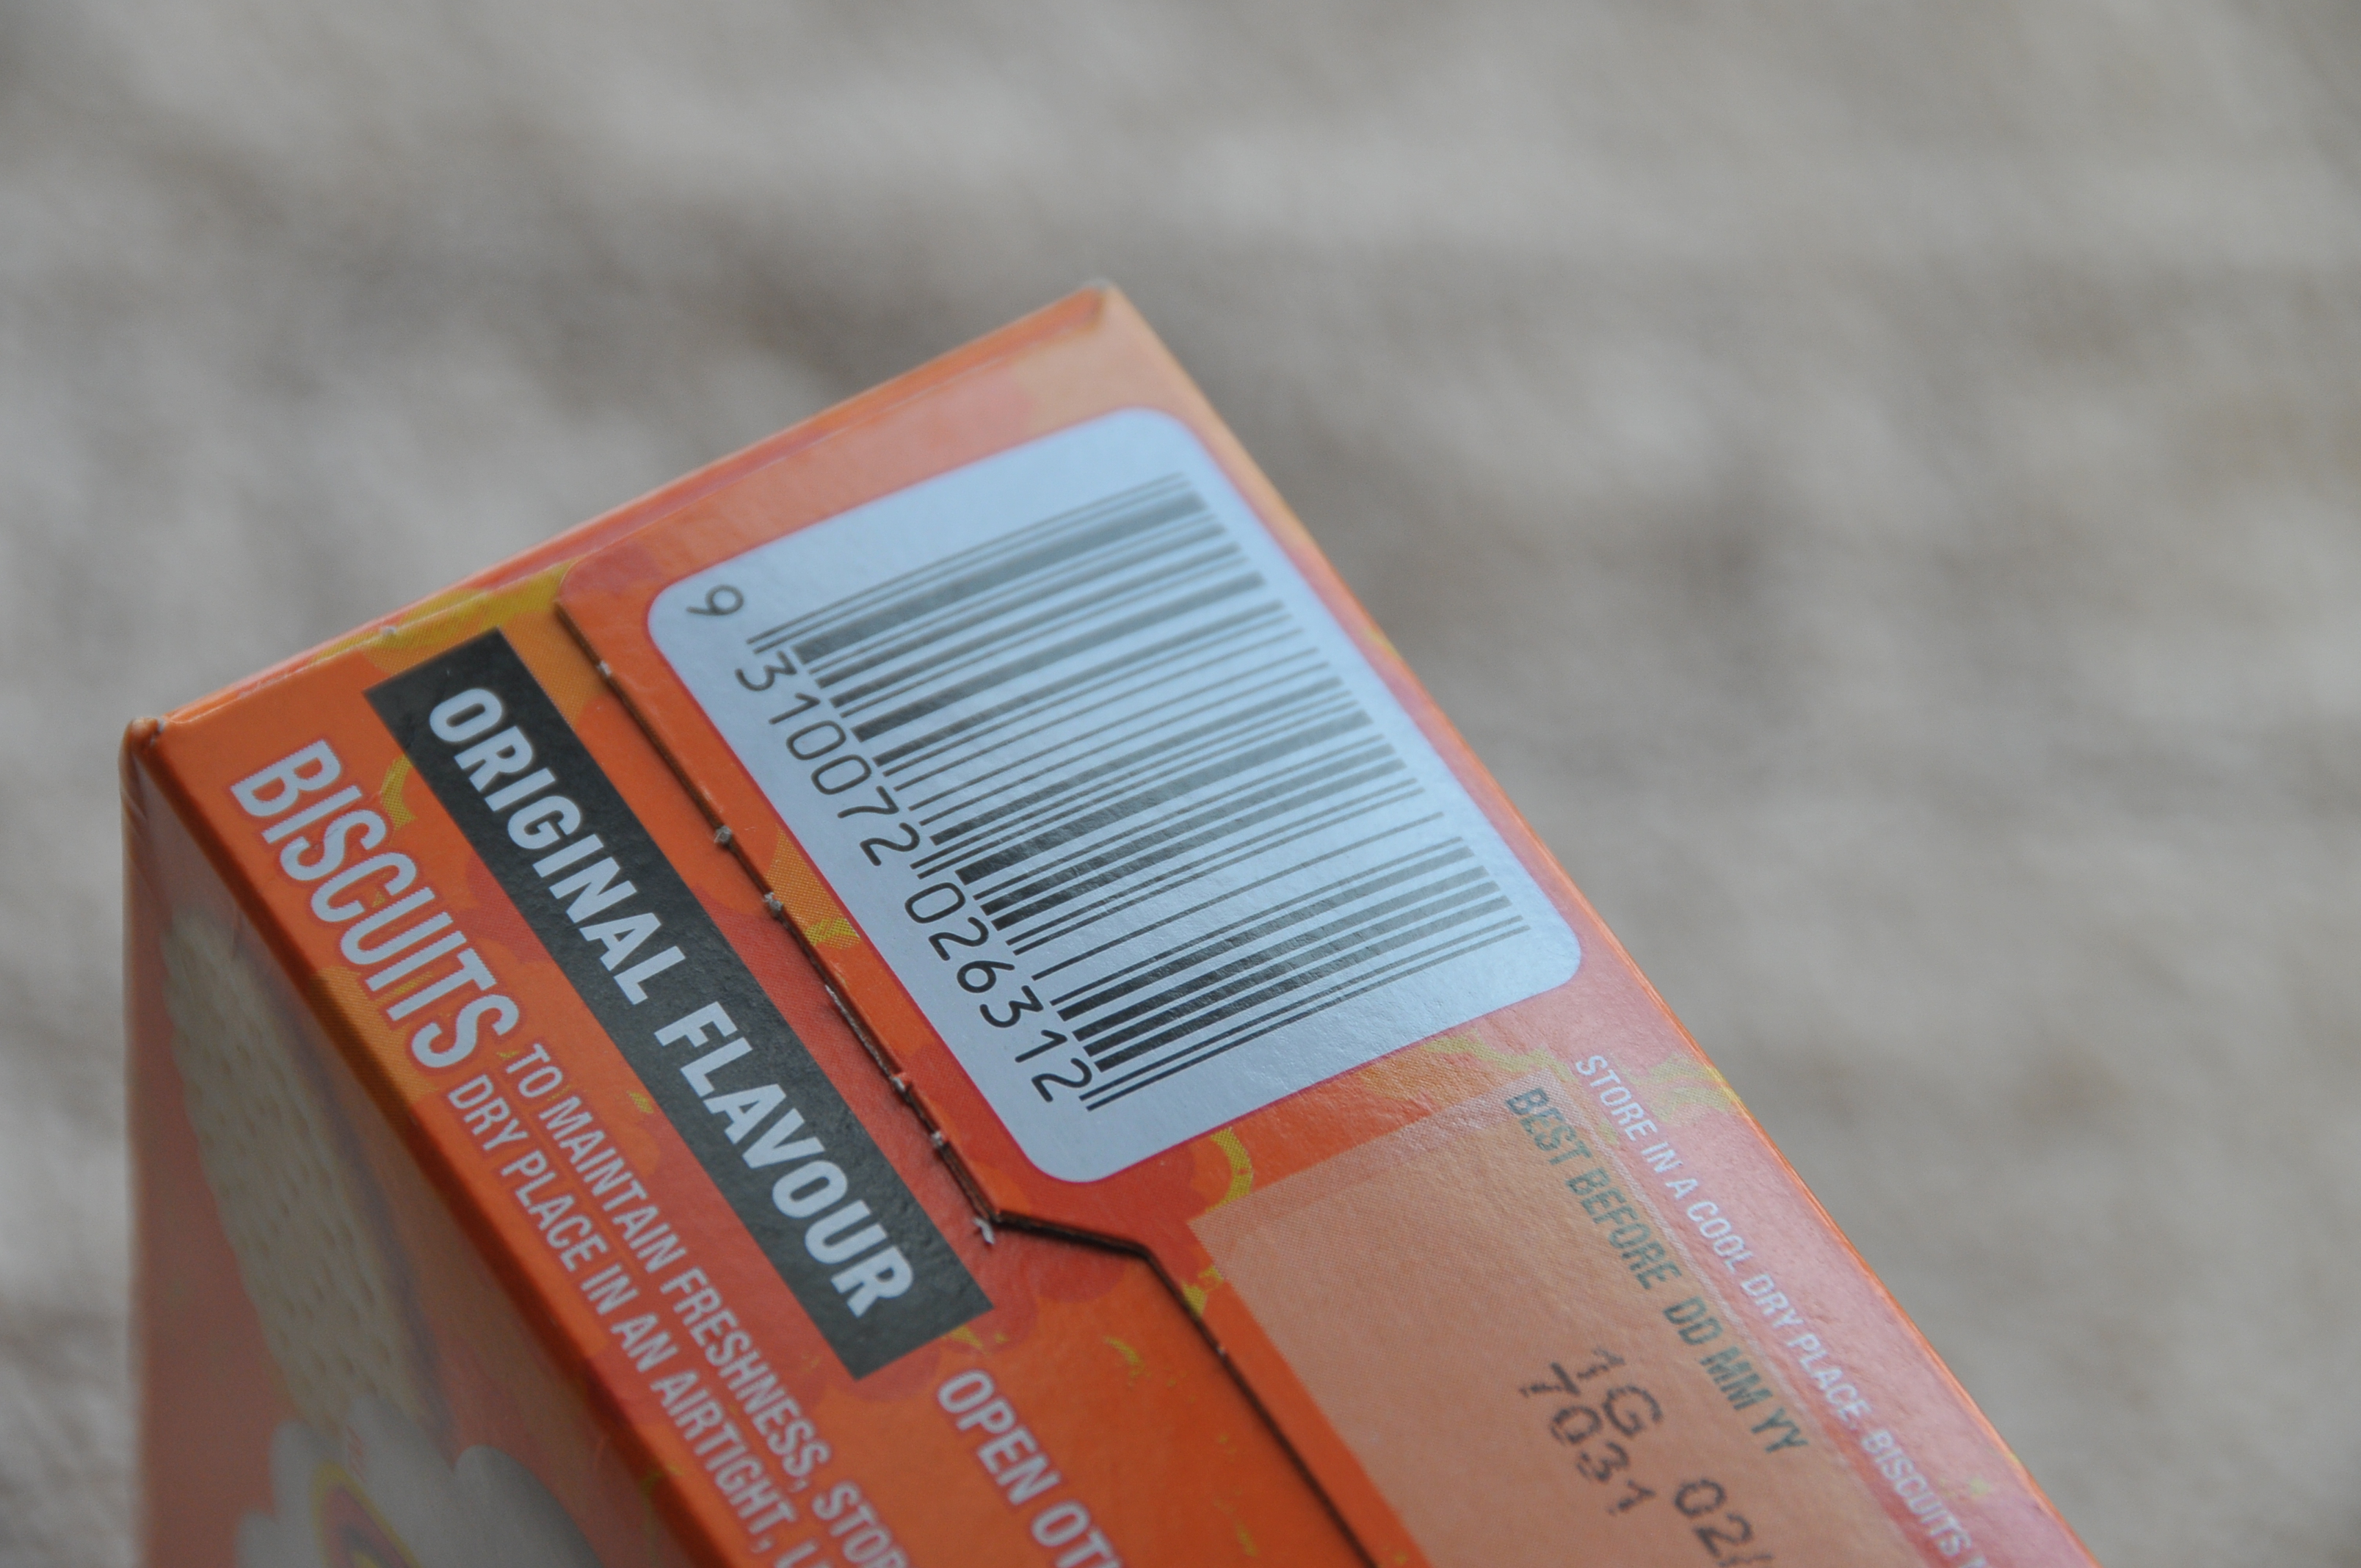 9 310072 026312
ORIGINAL FLAVOUR
BISCUITS
TO MAINTAIN FRESHNESS, STOR
DRY PLACE IN AN AIRTIGHT,
OPEN OT
STORE IN A COOL DRY PLACE. BISCUITS
BEST BEFORE DD MM YY
1G 02/
7031